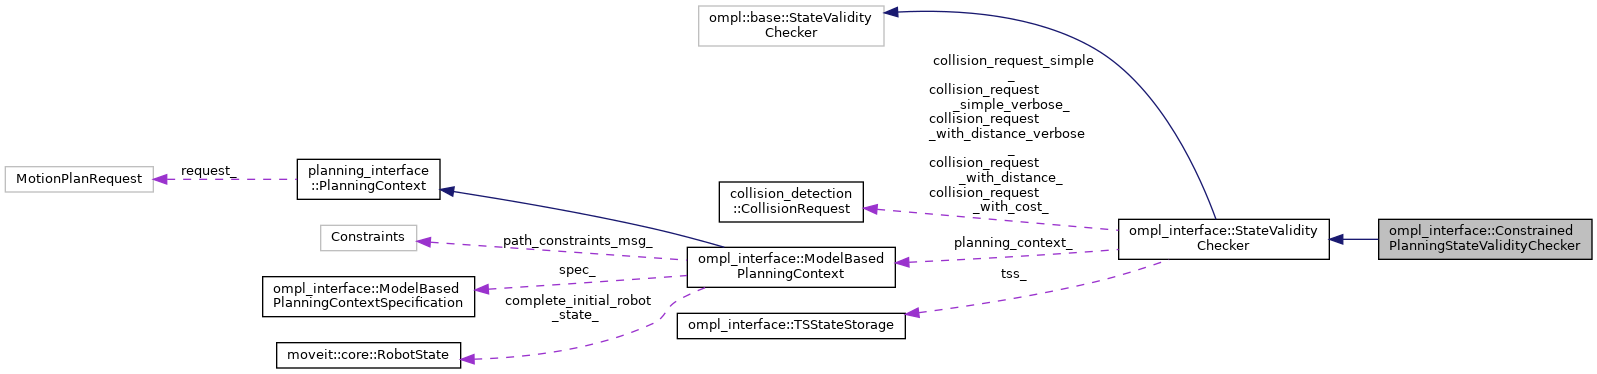 ompl::base::StateValidity
Checker
collision_request_simple
_
collision_request
_simple_verbose_
collision_request
_with_distance_verbose
_
collision_request
_with_distance_
collision_request
_with_cost_
MotionPlanRequest
request_
planning_interface
::PlanningContext
collision_detection
::CollisionRequest
Constraints
path_constraints_msg_
ompl_interface::ModelBased
PlanningContext
planning_context_
ompl_interface::StateValidity
Checker
ompl_interface::Constrained
PlanningStateValidityChecker
spec_
ompl_interface::ModelBased
PlanningContextSpecification
tss_
complete_initial_robot
_state_
ompl_interface::TSStateStorage
moveit::core::RobotState